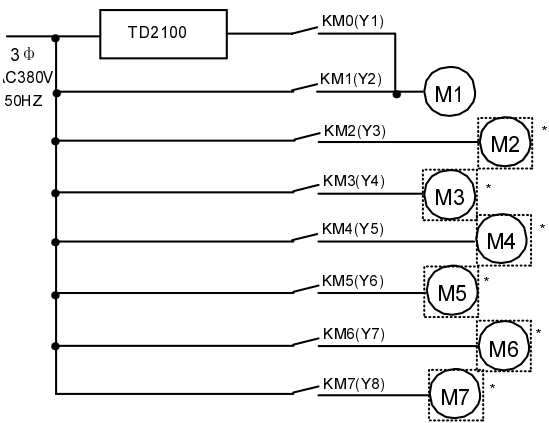 TD2100
KM0(Y1)
3Φ
AC380V
50HZ
KM1(Y2)
M1
KM2(Y3)
M2 *
KM3(Y4)
M3 *
KM4(Y5)
M4 *
KM5(Y6)
M5 *
KM6(Y7)
M6 *
KM7(Y8)
M7 *